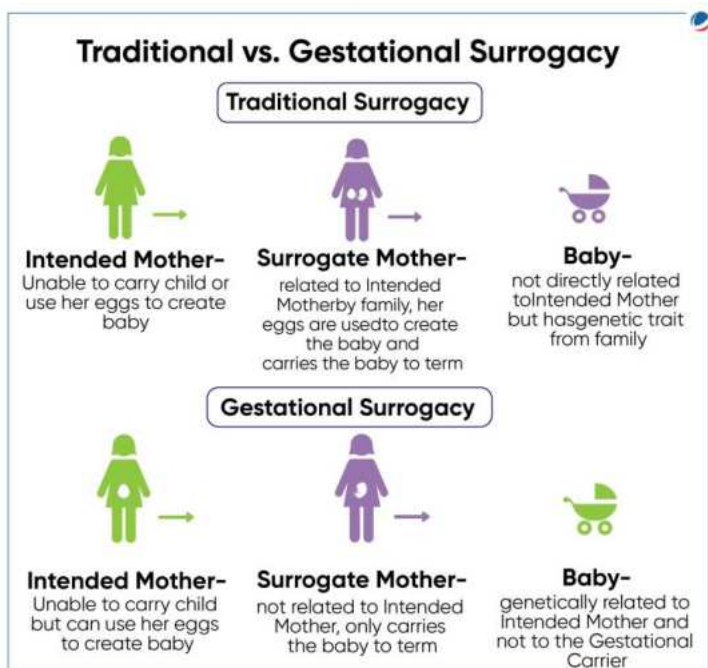 Traditional vs. Gestational Surrogacy
Traditional Surrogacy
Intended Mother-
Unable to carry child or
use her eggs to create
baby
Surrogate Mother-
related to Intended
Motherby family, her
eggs are usedto create
the baby and
carries the baby to term
Baby-
not directly related
toIntended Mother
but hasgenetic trait
from family
Gestational Surrogacy
Intended Mother-
Unable to carry child
but can use her eggs
to create baby
Surrogate Mother-
not related to Intended
Mother, only carries
the baby to term
Baby-
genetically related to
Intended Mother and
not to the Gestational
Carrier